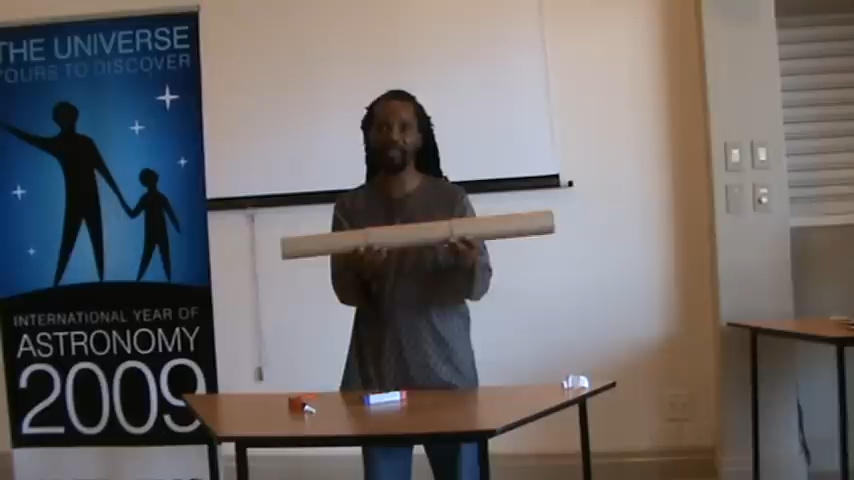 THE UNIVERSE
YOURS TO DISCOVER
INTERNATIONAL YEAR OF
ASTRONOMY
2009